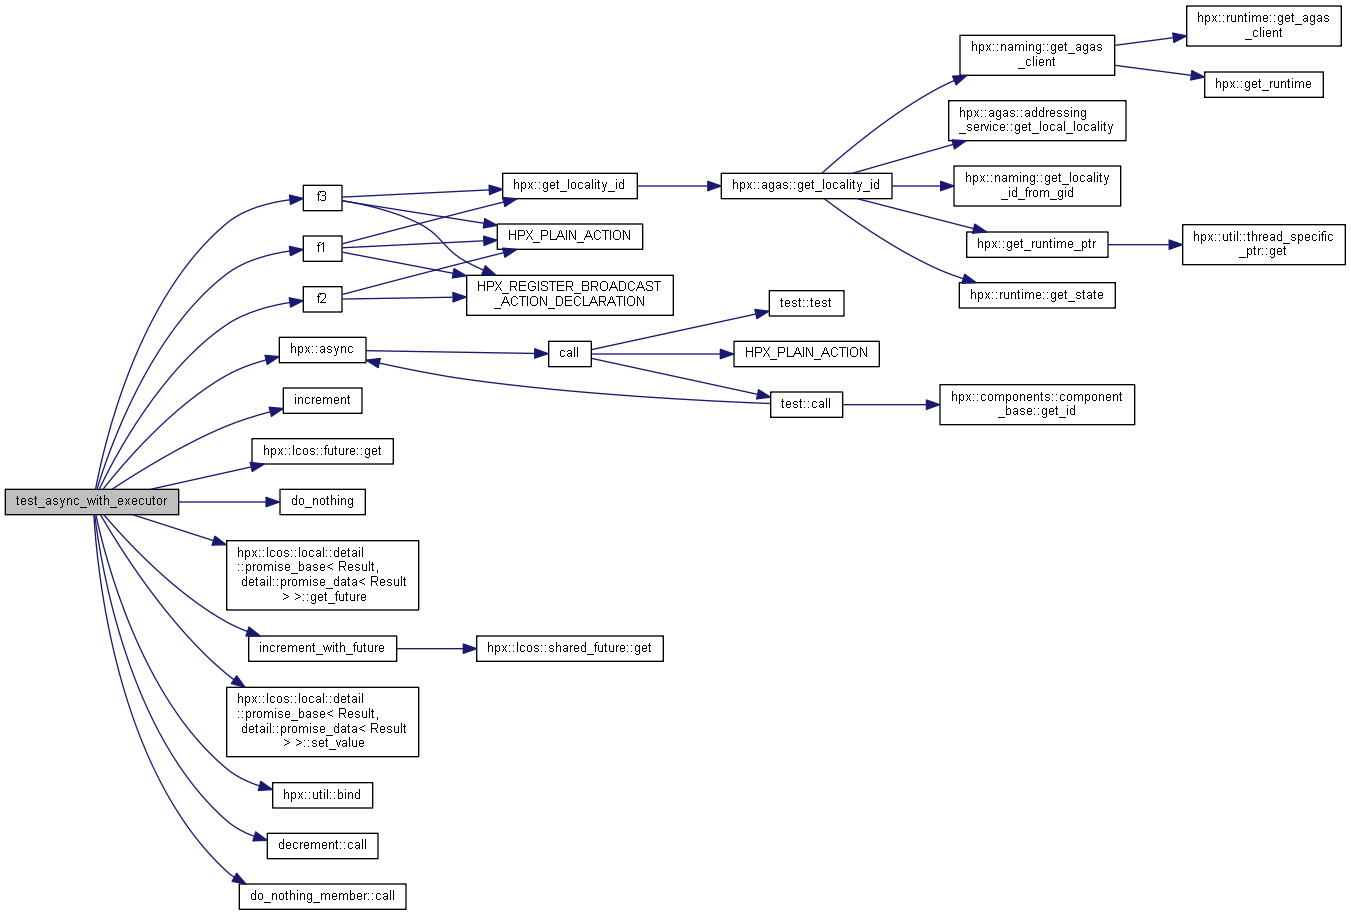 hpx::runtime::get_agas
_client
hpx::naming::get_agas
_client
hpx::get_runtime
hpx::agas::addressing
_service::get_local_locality
hpx::naming::get_locality
_id_from_gid
f3
hpx::get_locality_id
hpx::agas::get_locality_id
f1
HPX_PLAIN_ACTION
hpx::get_runtime_ptr
hpx::util::thread_specific
_ptr::get
f2
HPX_REGISTER_BROADCAST
_ACTION_DECLARATION
hpx::runtime::get_state
test::test
hpx::async
call
HPX_PLAIN_ACTION
increment
test::call
hpx::components::component
_base::get_id
hpx::lcos::future::get
test_async_with_executor
do_nothing
hpx::lcos::local::detail
::promise_base< Result,
detail::promise_data< Result
> >::get_future
increment_with_future
hpx::lcos::shared_future::get
hpx::lcos::local::detail
::promise_base< Result,
detail::promise_data< Result
> >::set_value
hpx::util::bind
decrement::call
do_nothing_member::call